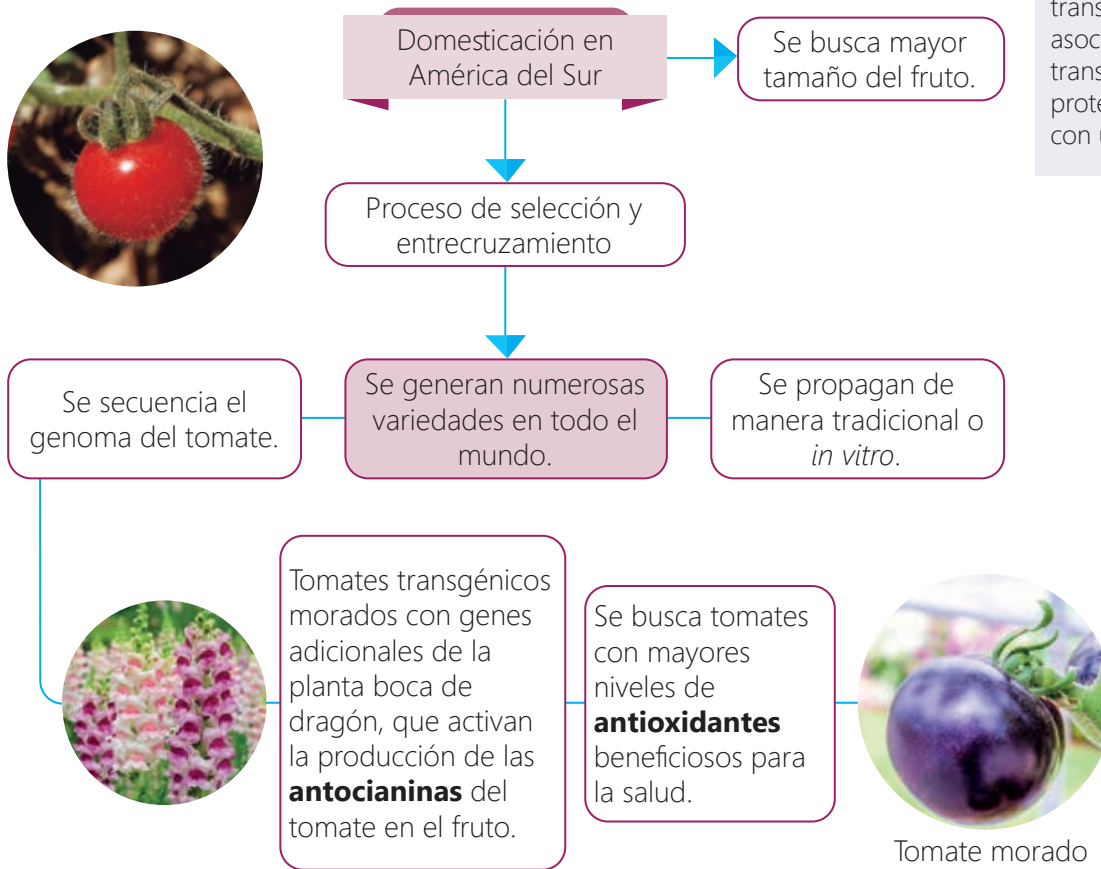 Domesticación en
América del Sur
Se busca mayor
tamaño del fruto.
Proceso de selección y
entrecruzamiento
Se secuencia el
genoma del tomate.
Se generan numerosas
variedades en todo el
mundo.
Se propagan de
manera tradicional o
in vitro.
Tomates transgénicos
morados con genes
adicionales de la
planta boca de
dragón, que activan
la producción de las
antocianinas del
tomate en el fruto.
Se busca tomates
con mayores
niveles de
antioxidantes
beneficiosos para
la salud.
Tomate morado
con